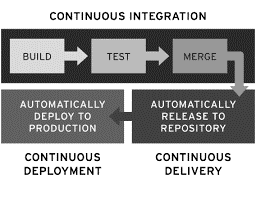 CONTINUOUS INTEGRATION
BUILD
TEST
MERGE
AUTOMATICALLY
DEPLOY TO
PRODUCTION
AUTOMATICALLY
RELEASE TO
REPOSITORY
CONTINUOUS
DEPLOYMENT
CONTINUOUS
DELIVERY